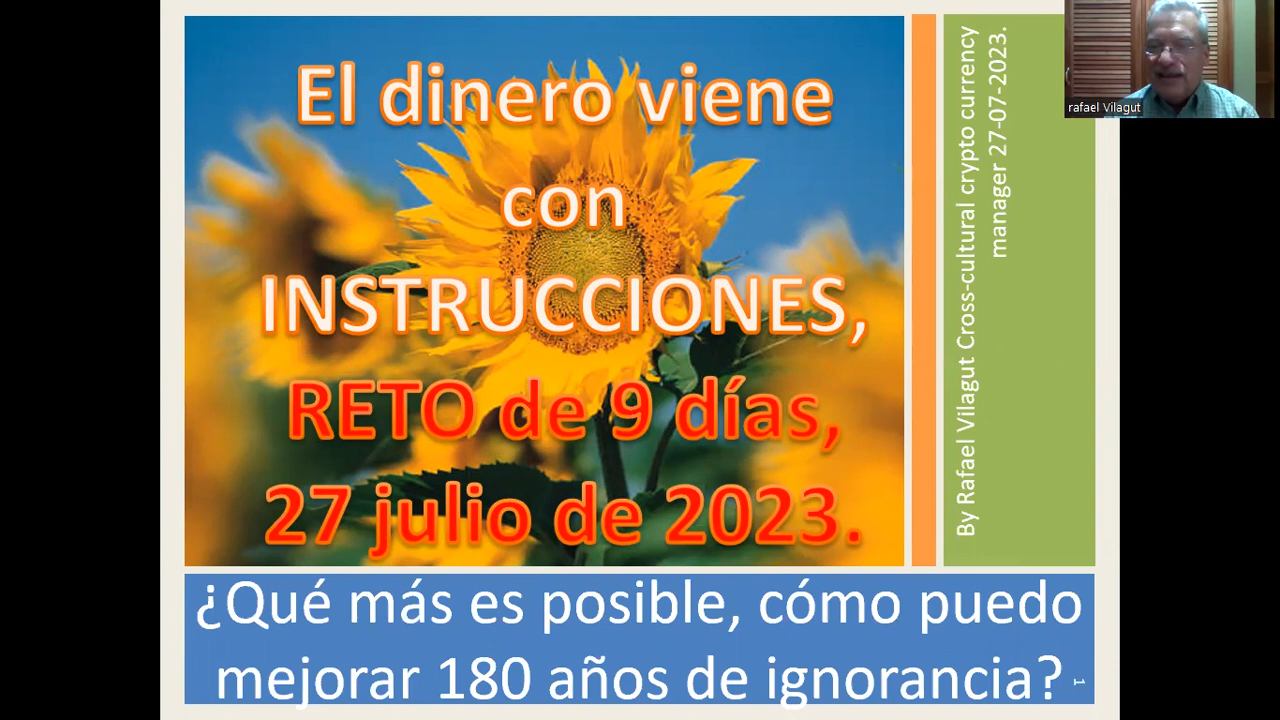 El dinero viene
con
INSTRUCCIONES,
RETO de 9 días,
27 julio de 2023.
By Rafael Vilagut Cross-cultural crypto currency
manager 27-07-2023.
rafael Vilagut
¿Qué más es posible, cómo puedo
mejorar 180 años de ignorancia?
1